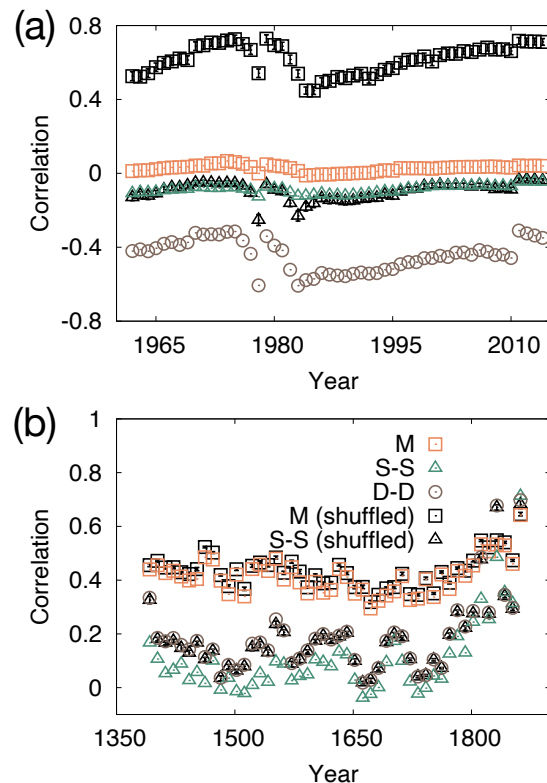 (a)
0.8
0.4
0
-0.4
-0.8
Correlation
1965 1980 1995 2010
Year
(b)
1
0.8
0.6
0.4
0.2
0
Correlation
M
S-S
D-D
M (shuffled)
S-S (shuffled)
1350 1500 1650 1800
Year